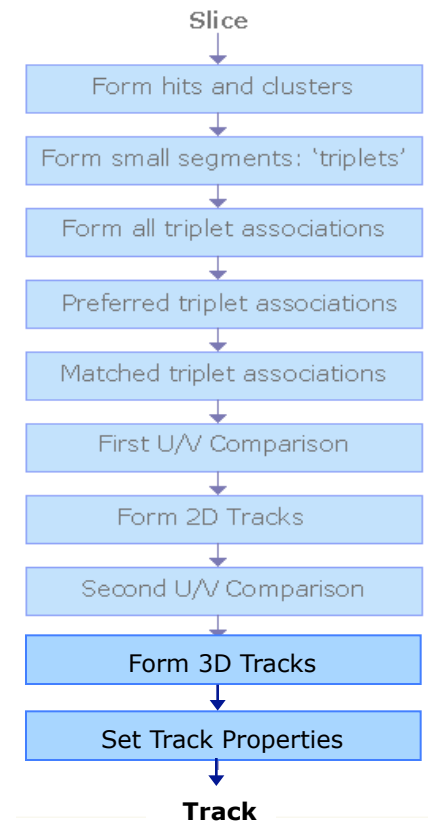 Slice
Form hits and clusters
Form small segments: ‘triplets’
Form all triplet associations
Preferred triplet associations
Matched triplet associations
First U/V Comparison
Form 2D Tracks
Second U/V Comparison
Form 3D Tracks
Set Track Properties
Track